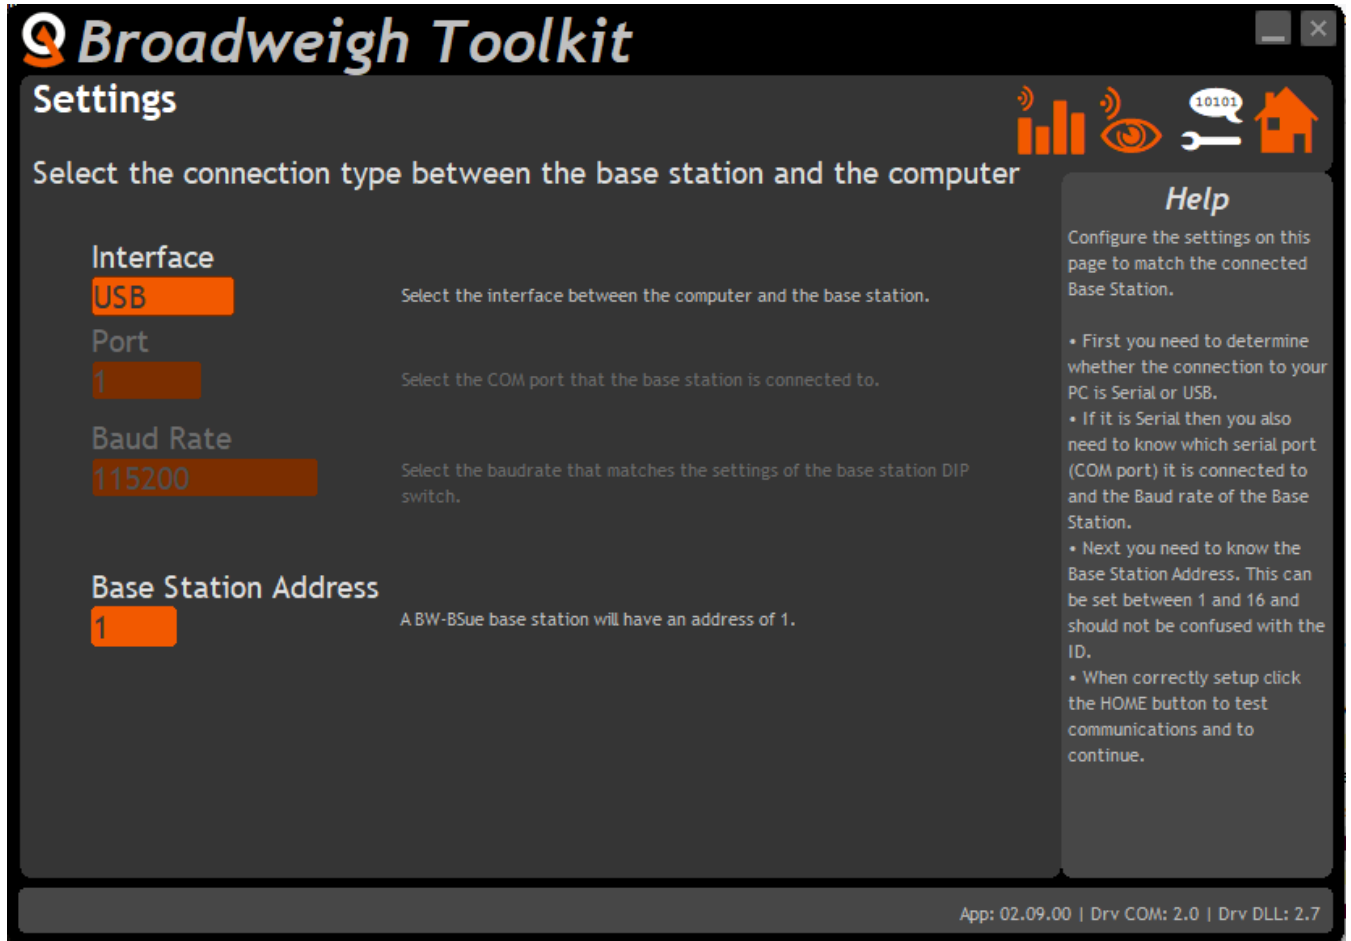 Broadweigh Toolkit
Settings
10101
Select the connection type between the base station and the computer
Interface
USB
Select the interface between the computer and the base station.
Port
1
Select the COM port that the base station is connected to.
Baud Rate
115200
Select the baudrate that matches the settings of the base station DIP
switch.
Base Station Address
1
A BW-BSue base station will have an address of 1.
Help
Configure the settings on this
page to match the connected
Base Station.
• First you need to determine
whether the connection to your
PC is Serial or USB.
• If it is Serial then you also
need to know which serial port
(COM port) it is connected to
and the Baud rate of the Base
Station.
• Next you need to know the
Base Station Address. This can
be set between 1 and 16 and
should not be confused with the
ID.
• When correctly setup click
the HOME button to test
communications and to
continue.
App: 02.09.00 | Drv COM: 2.0 | Drv DLL: 2.7